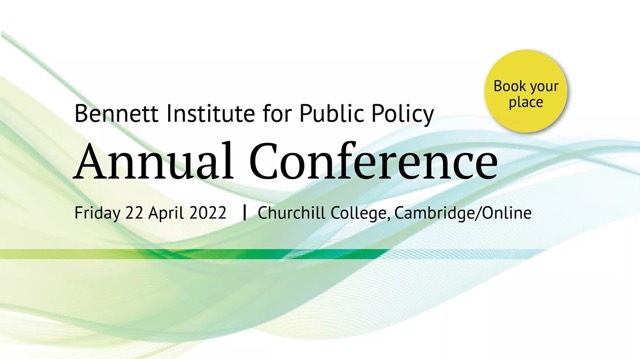 Book your
place
Bennett Institute for Public Policy
Annual Conference
Friday 22 April 2022 | Churchill College, Cambridge/Online